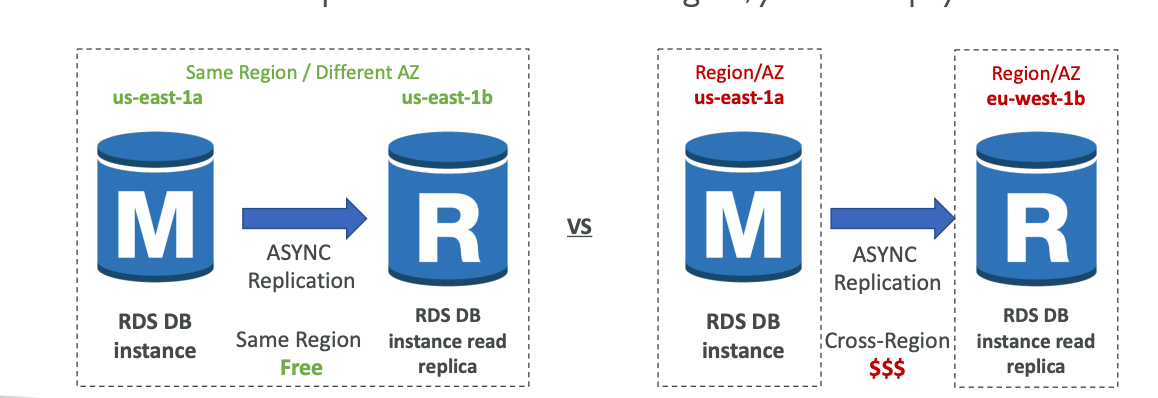 Same Region / Different AZ
us-east-1a
us-east-1b
M
R
ASYNC
Replication
RDS DB
instance
Same Region
Free
RDS DB
instance read
replica
VS
Region/AZ
us-east-1a
Region/AZ
eu-west-1b
M
R
ASYNC
Replication
RDS DB
instance
Cross-Region
$$$
RDS DB
instance read
replica